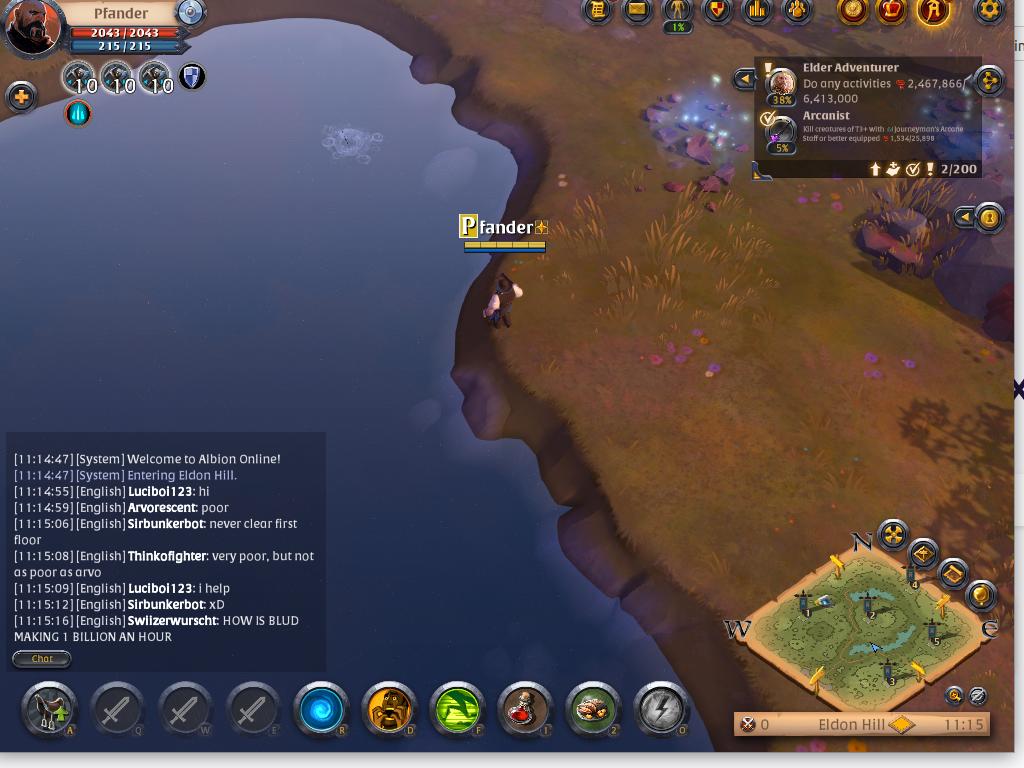 Pfander
2043/2043
215/215
10 10 10
1%
Elder Adventurer
Do any activities 2,467,866/
6,413,000
38%
Arcanist
Kill creatures of T3+ with Journeyman's Arcane
Staff or better equipped 1,534/25,898
5%
2/200
Pfander
[11:14:47] [System] Welcome to Albion Online!
[11:14:47] [System] Entering Eldon Hill.
[11:14:55] [English] Luciboi123: hi
[11:14:59] [English] Arvorescent: poor
[11:15:06] [English] Sirbunkerbot: never clear first
floor
[11:15:08] [English] Thinkofighter: very poor, but not
as poor as arvo
[11:15:09] [English] Luciboi123: i help
[11:15:12] [English] Sirbunkerbot: xD
[11:15:16] [English] Swiizerwurscht: HOW IS BLUD
MAKING 1 BILLION AN HOUR
Chat
A Q W E R D F 1 2 O
N
4
1 2
W E
5
3
0 Eldon Hill 11:15